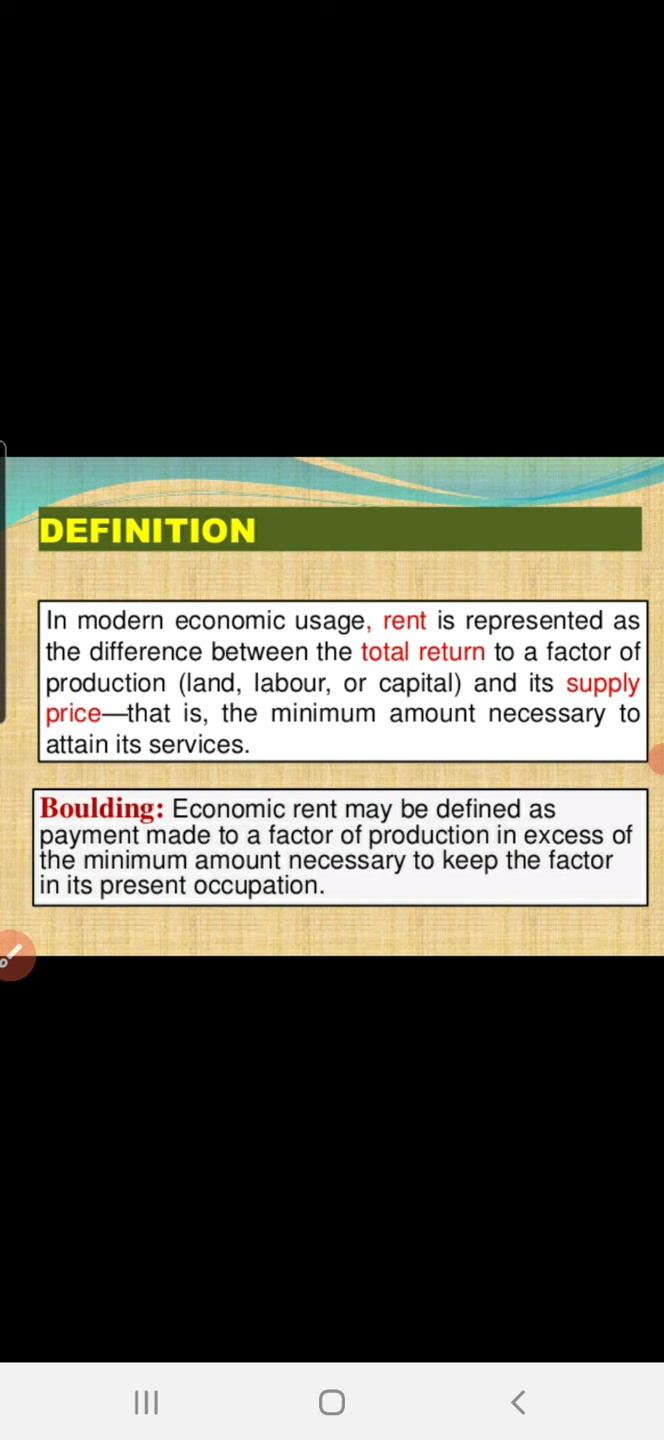 DEFINITION
In modern economic usage, rent is represented as
the difference between the total return to a factor of
production (land, labour, or capital) and its supply
price—that is, the minimum amount necessary to
attain its services.
Boulding: Economic rent may be defined as
payment made to a factor of production in excess of
the minimum amount necessary to keep the factor
in its present occupation.